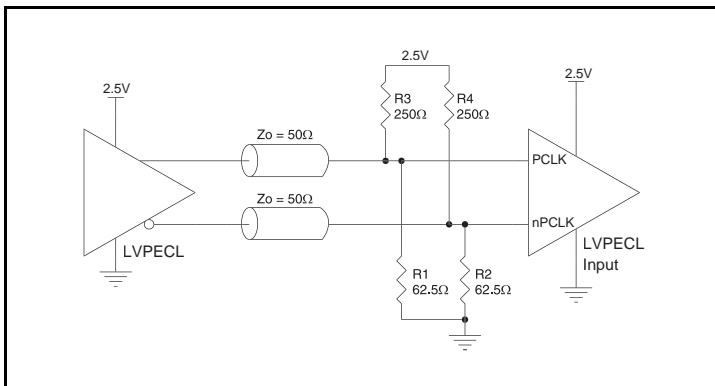 2.5V
2.5V
2.5V
R3
250Ω
R4
250Ω
Zo = 50Ω
PCLK
Zo = 50Ω
nPCLK
LVPECL
LVPECL
Input
R1
62.5Ω
R2
62.5Ω